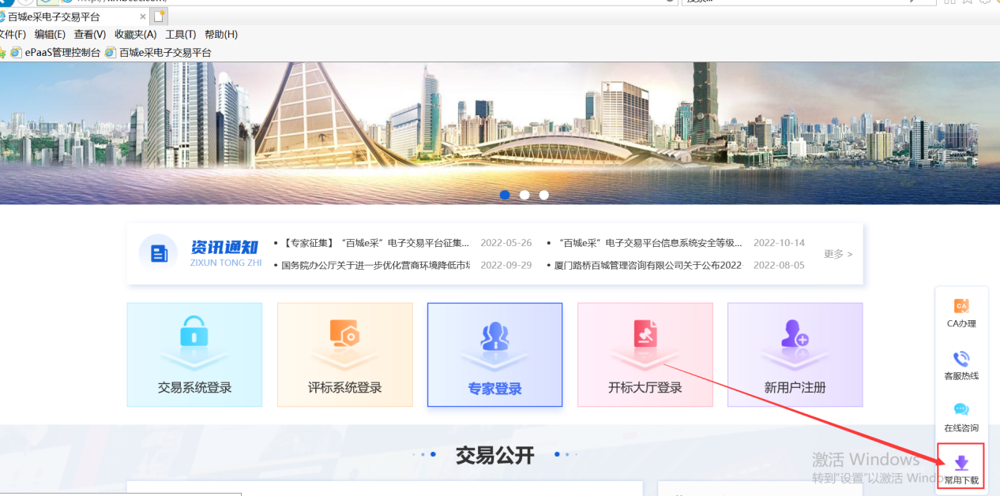 百城e采电子交易平台
文件(F) 编辑(E) 查看(V) 收藏夹(A) 工具(T) 帮助(H)
ePaaS管理控制台 百城e采电子交易平台
资讯通知
ZIXUN TONG ZHI
• 【专家征集】“百城e采”电子交易平台征集... 2022-05-26
• “百城e采”电子交易平台信息系统安全等级... 2022-10-14
• 国务院办公厅关于进一步优化营商环境降低市场 2022-09-29
• 厦门路桥百城管理咨询有限公司关于公布2022 2022-08-05
更多 >
交易系统登录
评标系统登录
专家登录
开标大厅登录
新用户注册
CA
CA办理
客服热线
在线咨询
常用下载
交易公开
激活 Windows
转到"设置"以激活 Windo